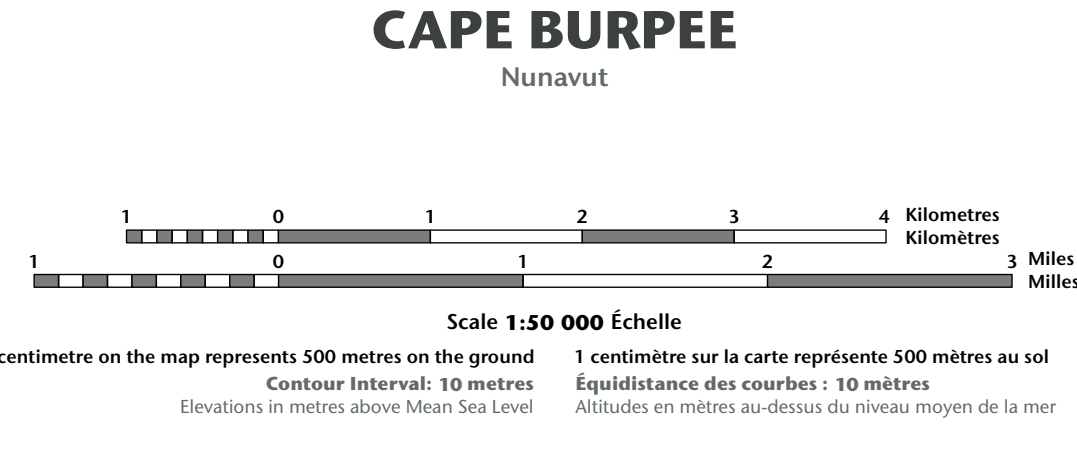 CAPE BURPEE
Nunavut
1 0 1 2 3 4 Kilometres
Kilomètres
1 0 1 2 3 Miles
Milles
Scale 1:50 000 Échelle
centimetre on the map represents 500 metres on the ground 1 centimètre sur la carte représente 500 mètres au sol
Contour Interval: 10 metres Équidistance des courbes : 10 mètres
Elevations in metres above Mean Sea Level Altitudes en mètres au-dessus du niveau moyen de la mer